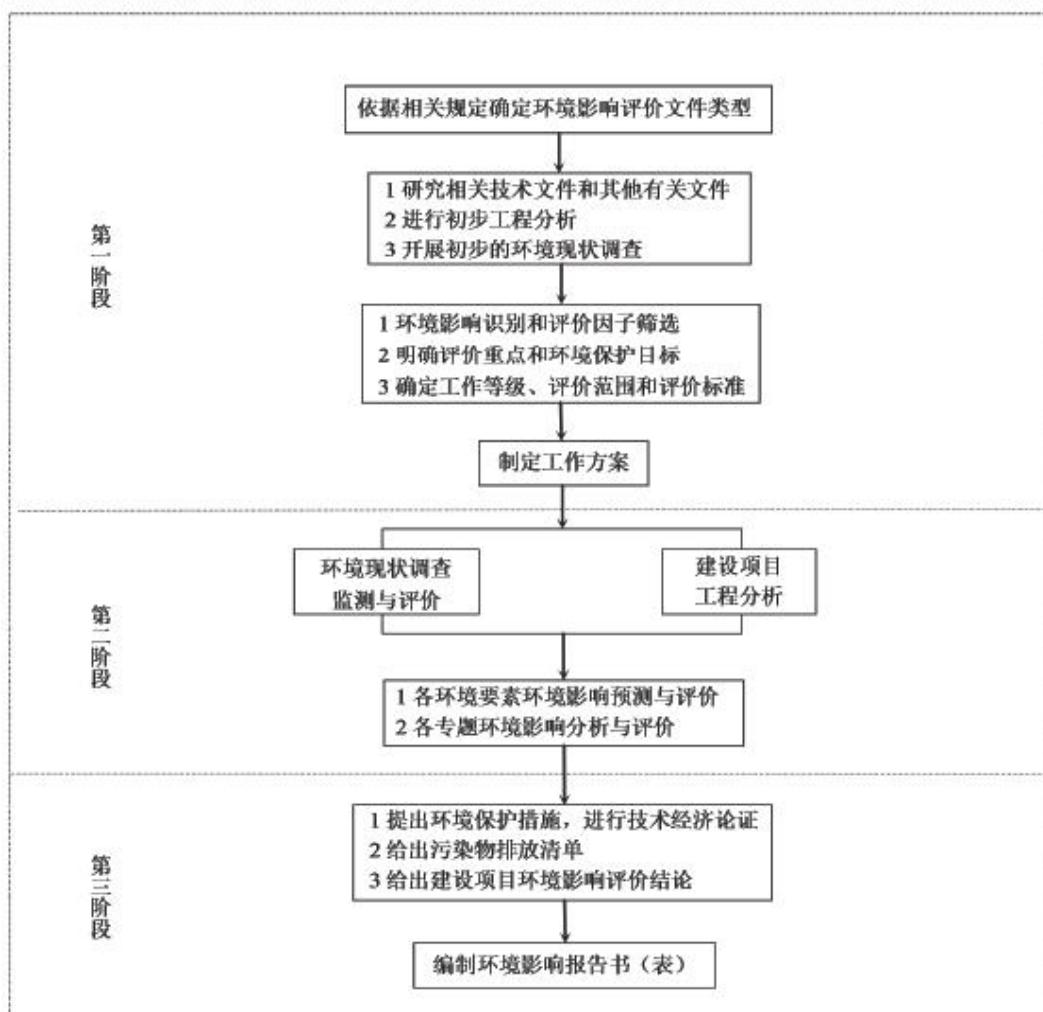 依据相关规定确定环境影响评价文件类型
1 研究相关技术文件和其他有关文件
2 进行初步工程分析
3 开展初步的环境现状调查
第一阶段
1 环境影响识别和评价因子筛选
2 明确评价重点和环境保护目标
3 确定工作等级、评价范围和评价标准
制定工作方案
环境现状调查
监测与评价
建设项目
工程分析
第二阶段
1 各环境要素环境影响预测与评价
2 各专题环境影响分析与评价
1 提出环境保护措施，进行技术经济论证
2 给出污染物排放清单
3 给出建设项目环境影响评价结论
第三阶段
编制环境影响报告书（表）